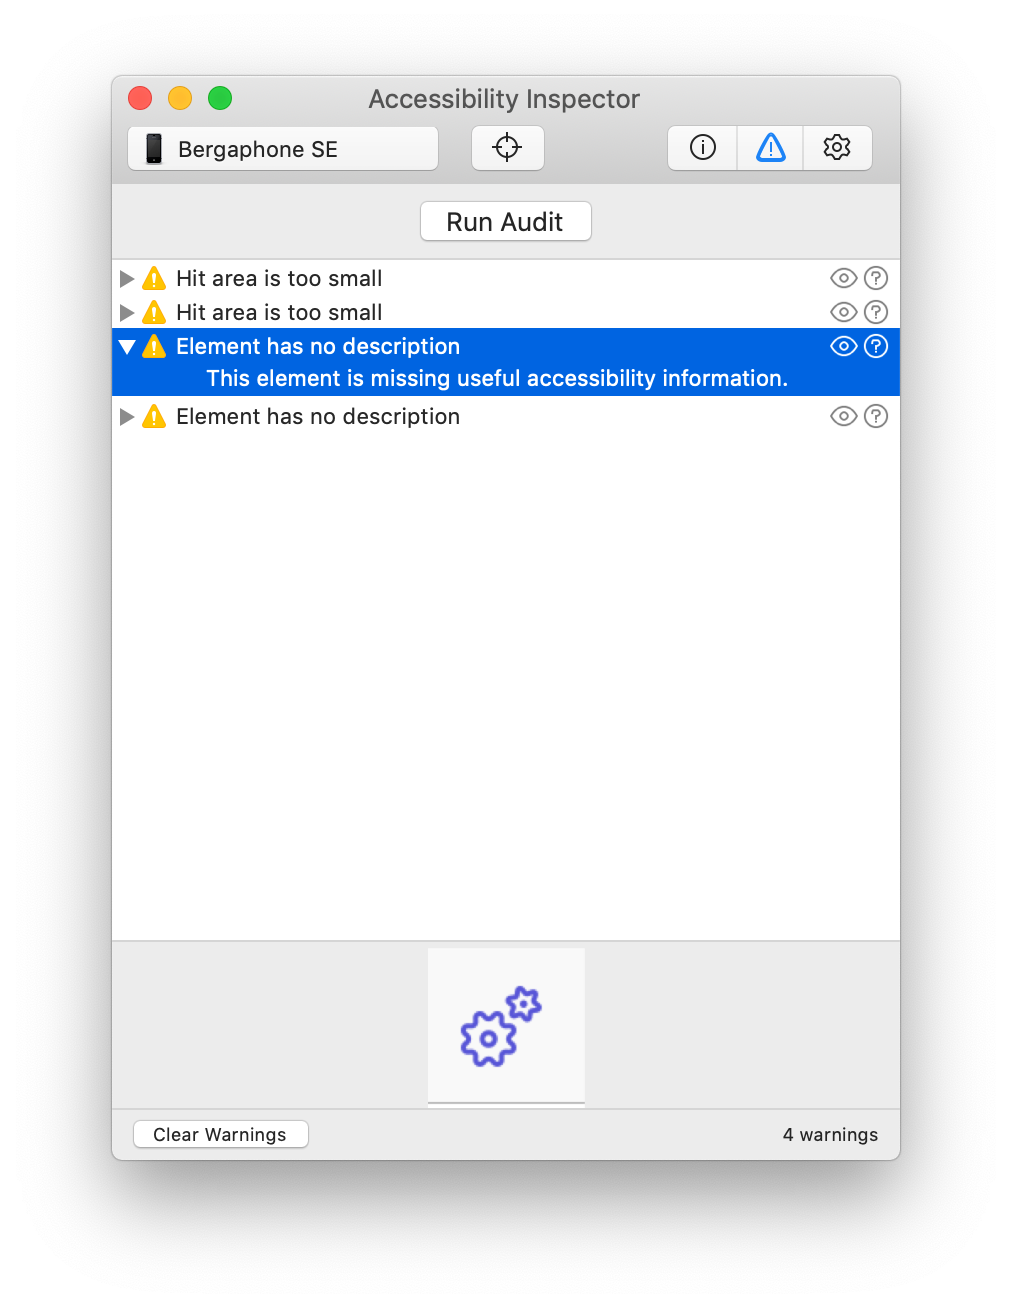 Accessibility Inspector
Bergaphone SE
Run Audit
Hit area is too small
Hit area is too small
Element has no description
This element is missing useful accessibility information.
Element has no description
Clear Warnings
4 warnings